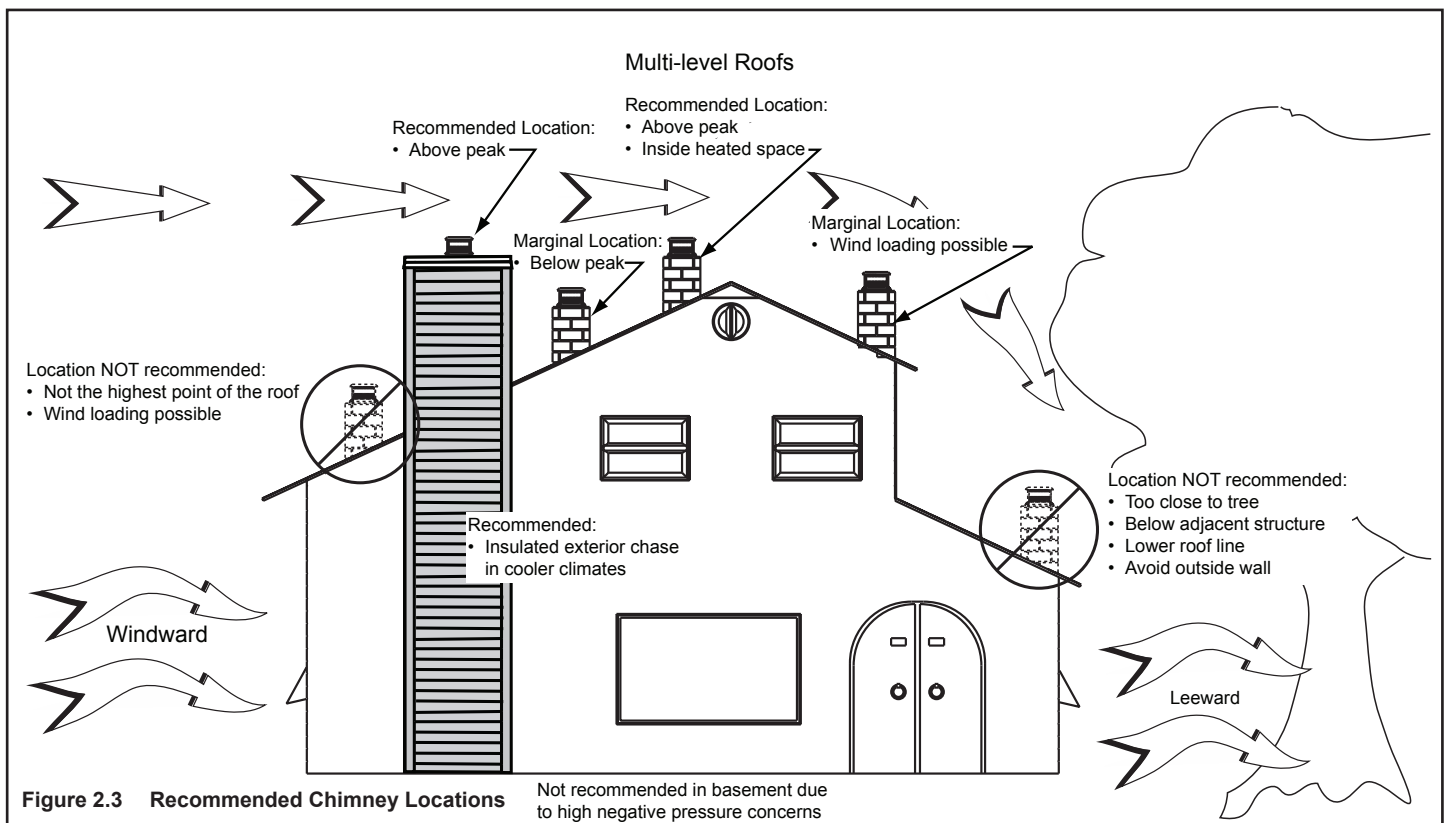 Multi-level Roofs
Recommended Location:
• Above peak
• Inside heated space
Recommended Location:
• Above peak
Marginal Location:
• Below peak
Marginal Location:
• Wind loading possible
Location NOT recommended:
• Not the highest point of the roof
• Wind loading possible
Location NOT recommended:
• Too close to tree
• Below adjacent structure
• Lower roof line
• Avoid outside wall
Recommended:
• Insulated exterior chase
in cooler climates
Windward
Leeward
Figure 2.3 Recommended Chimney Locations
Not recommended in basement due
to high negative pressure concerns